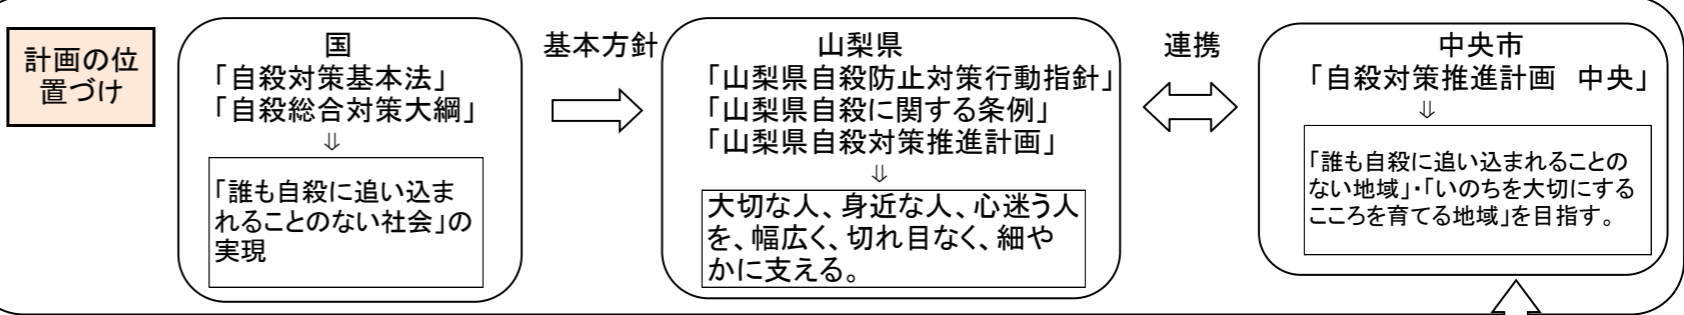 計画の位
置づけ
国
「自殺対策基本法」
「自殺総合対策大綱」
⇓
「誰も自殺に追い込ま
れることのない社会」の
実現
基本方針
山梨県
「山梨県自殺防止対策行動指針」
「山梨県自殺に関する条例」
「山梨県自殺対策推進計画」
⇓
大切な人、身近な人、心迷う人
を、幅広く、切れ目なく、細や
かに支える。
連携
中央市
「自殺対策推進計画　中央」
⇓
「誰も自殺に追い込まれることの
ない地域」・「いのちを大切にする
こころを育てる地域」を目指す。